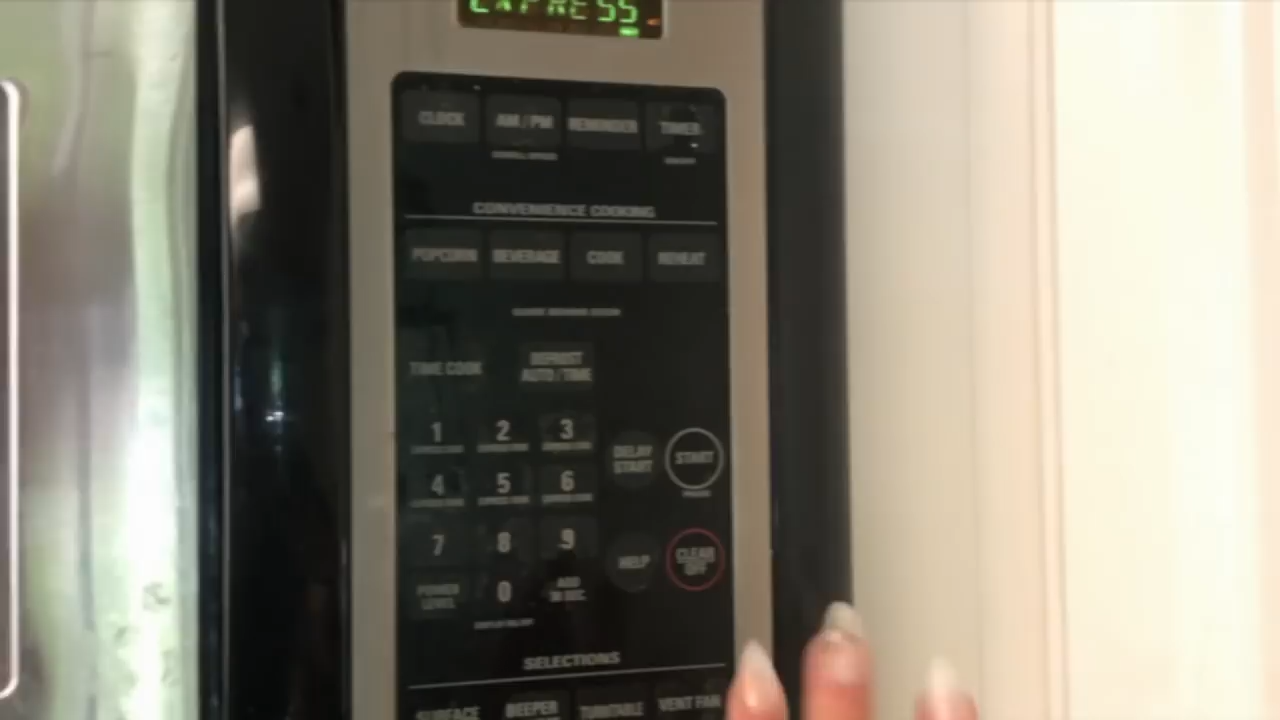 EXPRESS
CLOCK AM / PM REMINDER TIMER
CONVENIENCE COOKING
POPCORN BEVERAGE COOK REHEAT
TIME COOK DEFROST
AUTO / TIME
1 2 3
DELAY
START
START
4 5 6
7 8 9
HELP
CLEAR
OFF
POWER
LEVEL
0
ADD
30 SEC
SELECTIONS
SURFACE BEEPER TURNTABLE VENT FAN